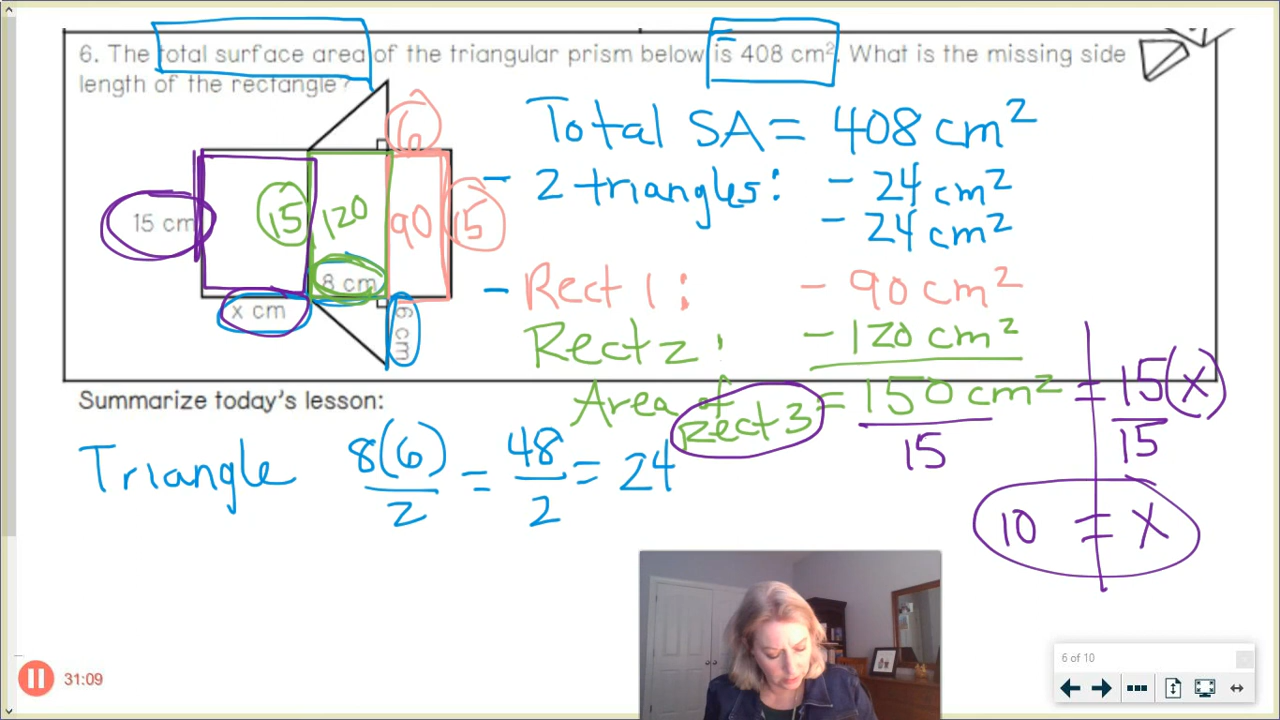 6. The total surface area of the triangular prism below is 408 cm². What is the missing side
length of the rectangle?
6
15 cm
15
120
90
15
8 cm
x cm
6 cm
Total SA = 408 cm²
- 2 triangles: - 24 cm²
- 24 cm²
- Rect 1: - 90 cm²
Rect 2: - 120 cm²
Area of Rect 3 = 150 cm² = 15(x)
15 15
10 = x
Summarize today's lesson:
Triangle 8(6) = 48 = 24
2 2
31:09
6 of 10